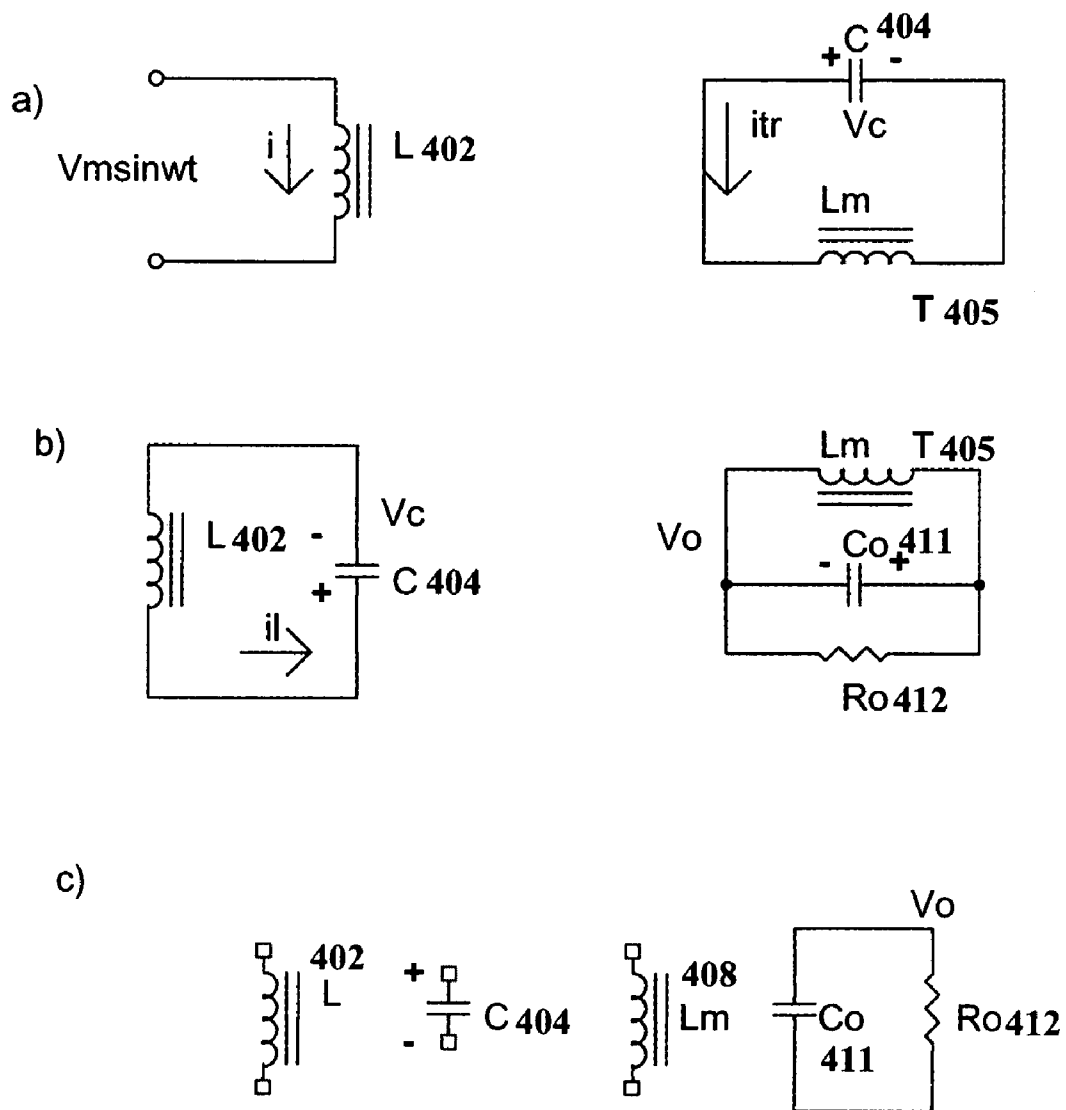 a)
Vmsinwt
i
L 402
C 404
+ -
Vc
itr
Lm
T 405
b)
L 402
-
Vc
+
C 404
il
Lm T 405
Vo
Co 411
- +
Ro 412
c)
402
L
+
-
C 404
408
Lm
Vo
Co
411
Ro 412